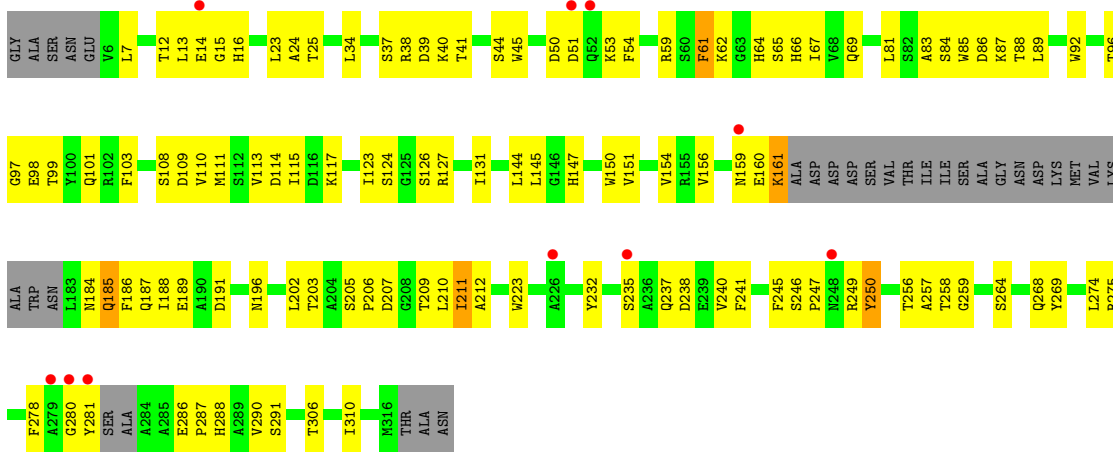 GLY ALA SER ASN GLU V6 L7 T12 L13 E14 G15 H16 L23 A24 T25 L34 S37 R38 D39 K40 T41 S44 W45 D50 D51 Q52 K53 F54 R59 S60 F61 K62 G63 H64 S65 H66 I67 V68 Q69 L81 S82 A83 S84 W85 D86 K87 T88 L89 W92 T96
G97 E98 T99 Y100 Q101 R102 F103 S108 D109 V110 M111 S112 V113 D114 I115 D116 K117 I123 S124 G125 S126 R127 I131 L144 L145 G146 H147 W150 V151 V154 R155 V156 N159 E160 K161 ALA ASP ASP ASP SER VAL THR ILE ILE SER ALA GLY ASN ASP LYS MET VAL LYS
ALA TRP ASN L183 N184 Q185 F186 Q187 I188 E189 A190 D191 N196 L202 T203 A204 S205 P206 D207 G208 T209 L210 I211 A212 W223 A226 Y232 S235 A236 Q237 D238 E239 V240 F241 F245 S246 P247 N248 R249 Y250 T256 A257 T258 G259 S264 Q268 Y269 L274
F278 A279 G280 Y281 SER ALA A284 A285 E286 P287 H288 A289 V290 S291 T306 I310 M316 THR ALA ASN